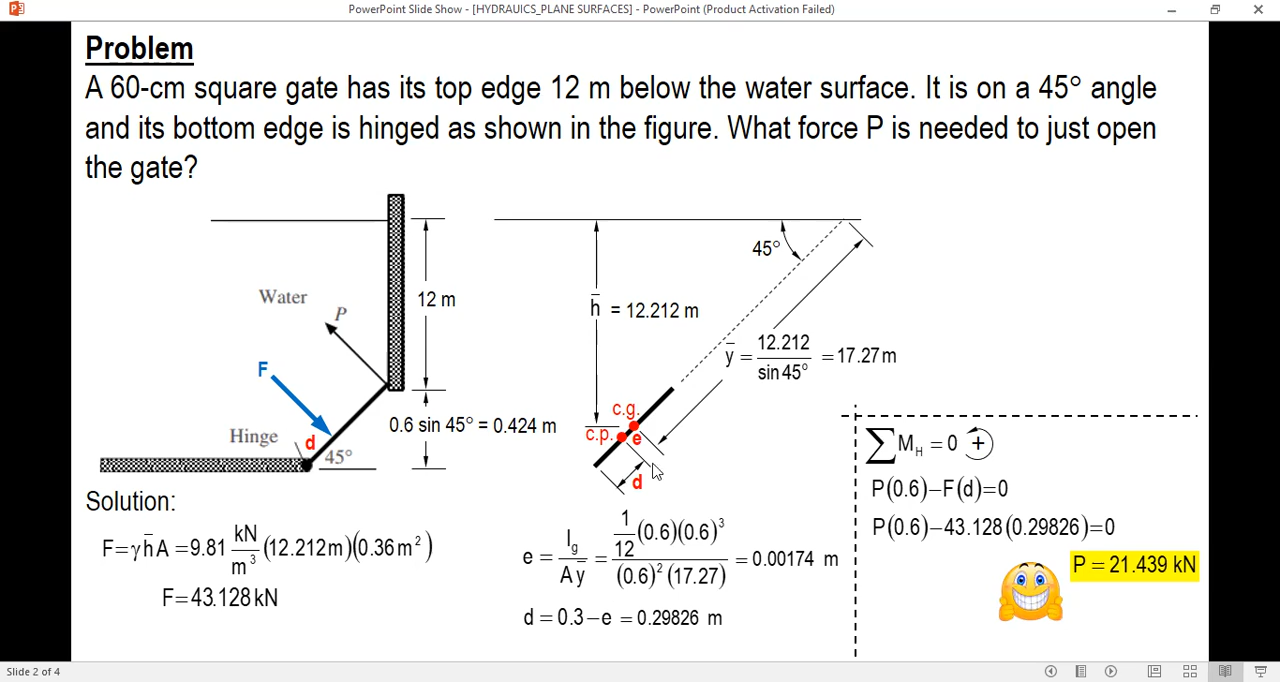 PowerPoint Slide Show - [HYDRAUICS_PLANE SURFACES] - PowerPoint (Product Activation Failed)
Problem
A 60-cm square gate has its top edge 12 m below the water surface. It is on a 45° angle
and its bottom edge is hinged as shown in the figure. What force P is needed to just open
the gate?
Water
P
F
12 m
0.6 sin 45° = 0.424 m
Hinge
d
45°
45°
h̄ = 12.212 m
ȳ = 12.212 / sin 45° = 17.27 m
c.g.
c.p.
e
d
Solution:
F = γ h̄ A = 9.81 kN/m³ (12.212 m)(0.36 m²)
F = 43.128 kN
e = I_g / A ȳ = 1/12 (0.6)(0.6)³ / (0.6)² (17.27) = 0.00174 m
d = 0.3 – e = 0.29826 m
∑ M_H = 0 +
P(0.6) – F(d) = 0
P(0.6) – 43.128(0.29826) = 0
P = 21.439 kN
Slide 2 of 4